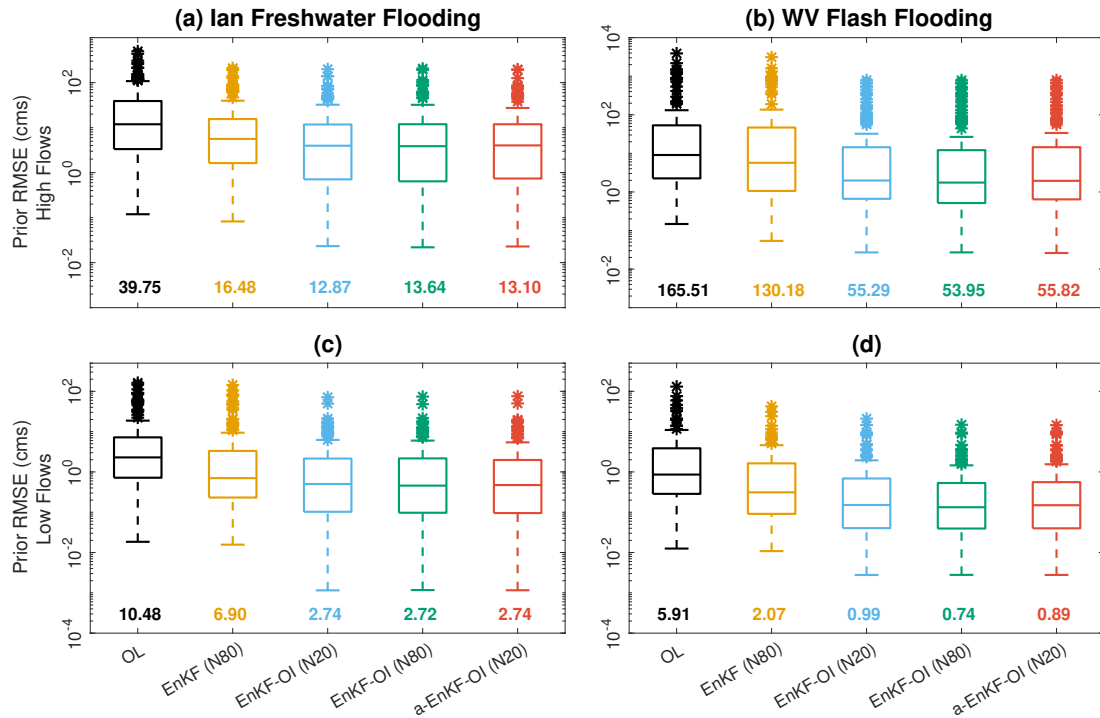 (a) Ian Freshwater Flooding
(b) WV Flash Flooding
Prior RMSE (cms)
High Flows
10^2
10^0
10^-2
39.75 16.48 12.87 13.64 13.10
10^4
10^2
10^0
10^-2
165.51 130.18 55.29 53.95 55.82
(c)
(d)
Prior RMSE (cms)
Low Flows
10^2
10^0
10^-2
10^-4
10.48 6.90 2.74 2.72 2.74
10^2
10^0
10^-2
10^-4
5.91 2.07 0.99 0.74 0.89
OL
EnKF (N80)
EnKF-OI (N20)
EnKF-OI (N80)
a-EnKF-OI (N20)
OL
EnKF (N80)
EnKF-OI (N20)
EnKF-OI (N80)
a-EnKF-OI (N20)